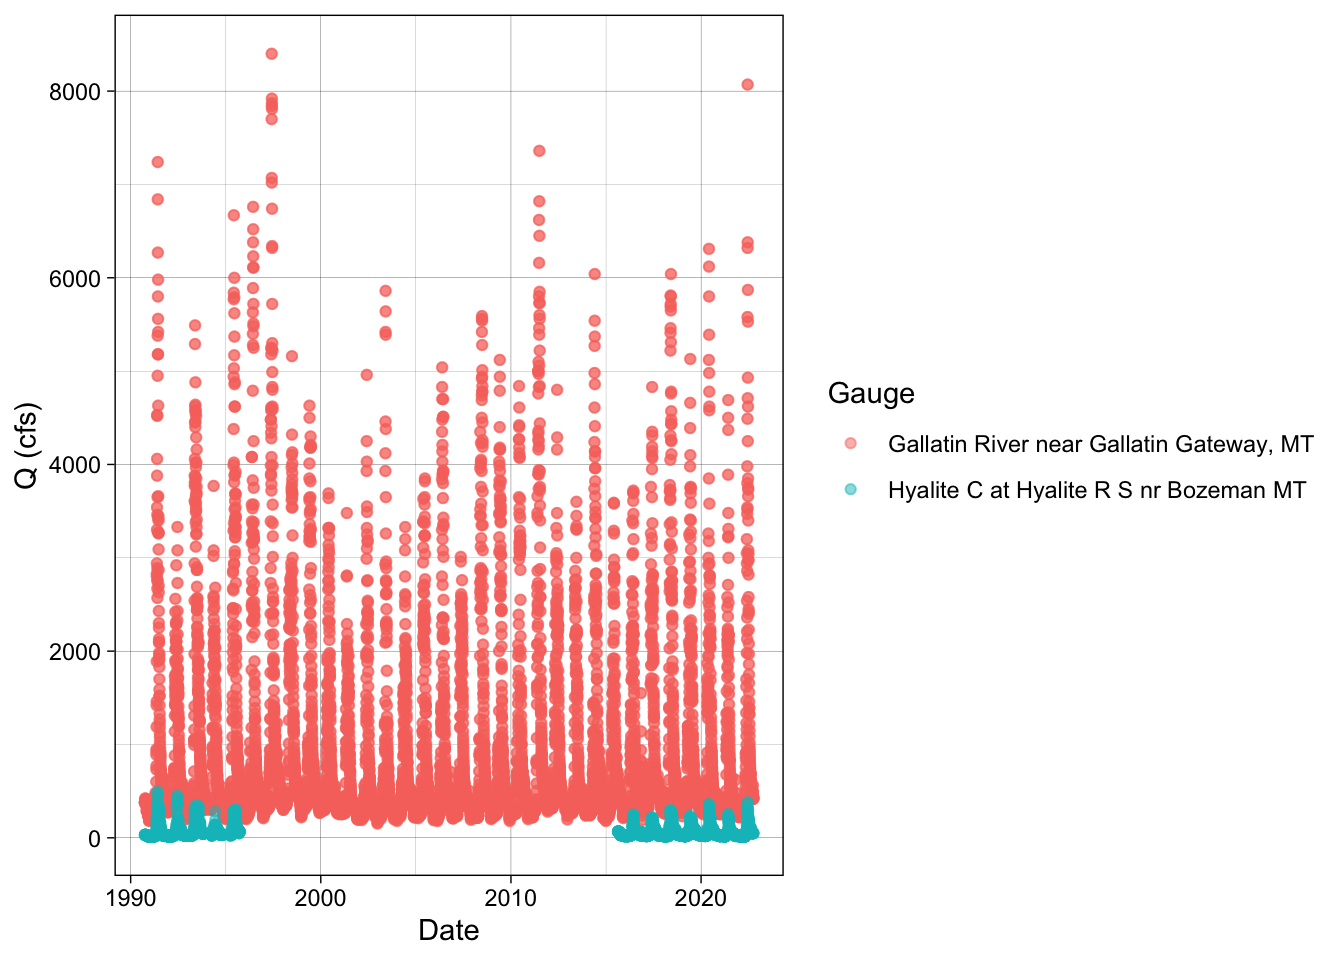 8000
6000
4000
2000
0
Q (cfs)
1990 2000 2010 2020
Date
Gauge
Gallatin River near Gallatin Gateway, MT
Hyalite C at Hyalite R S nr Bozeman MT